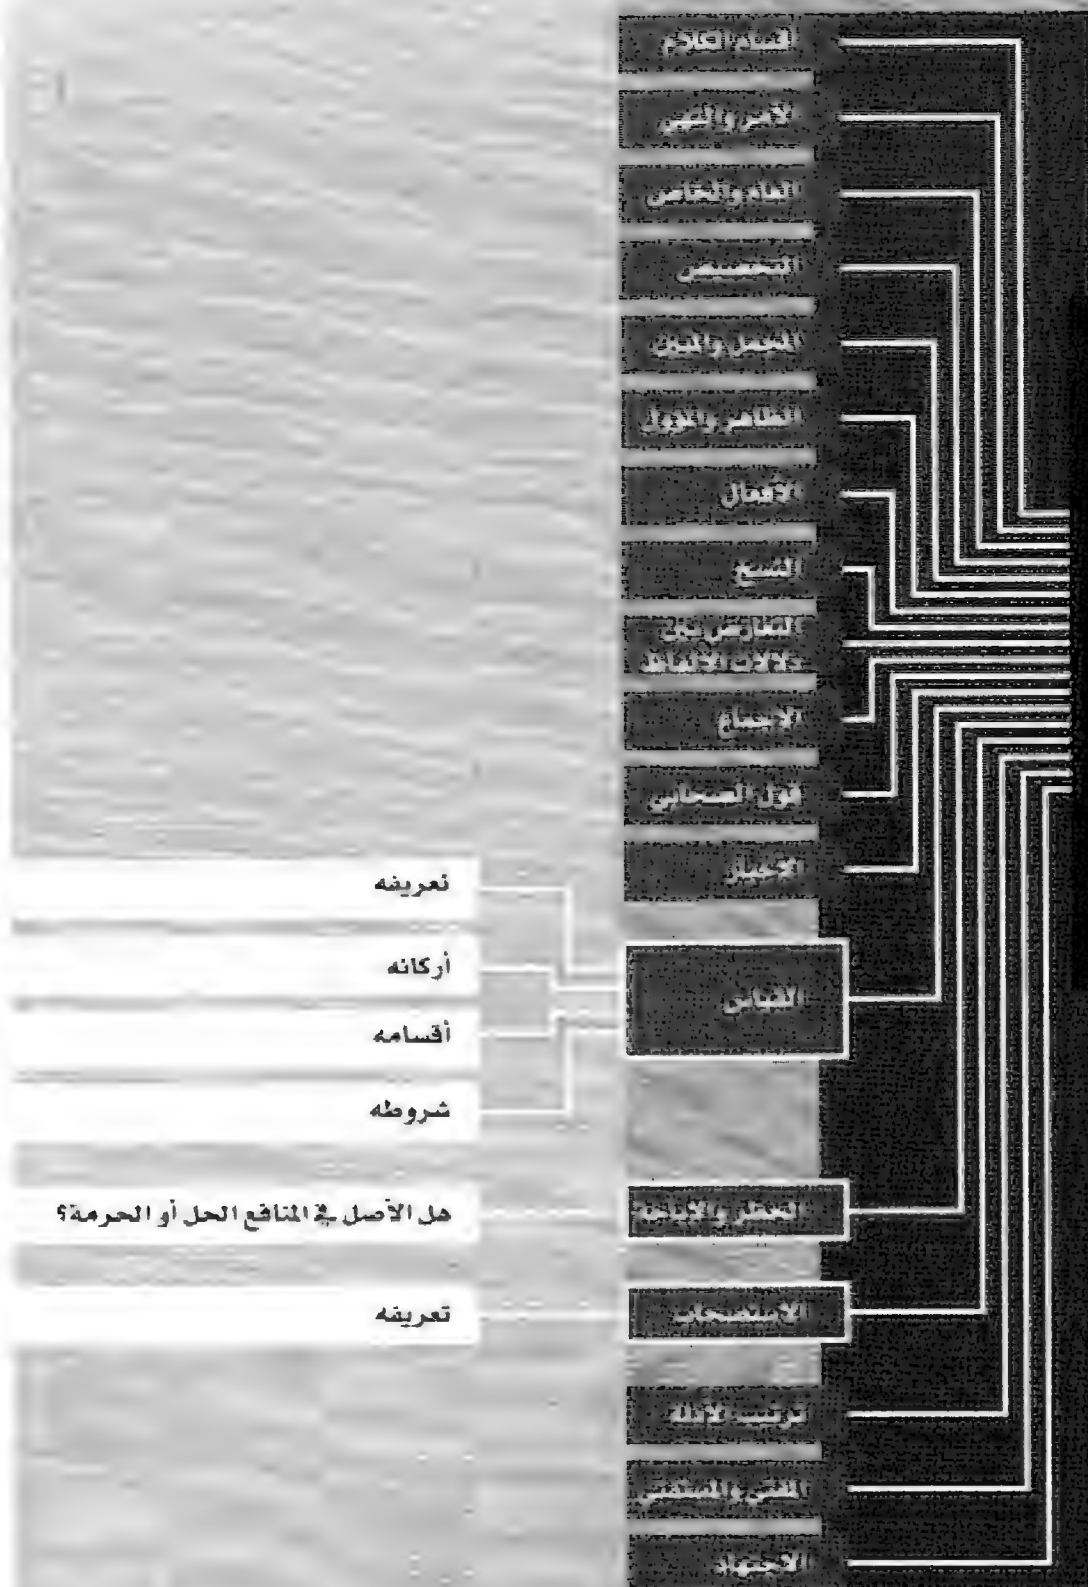 أقسام الكلام
الأمر والنهي
العام والخاص
التخصيص
المجمل والمبين
الظاهر والمؤول
الأفعال
النسخ
التعارض بين
دلالات الألفاظ
الإجماع
قول الصحابي
الأخبار
القياس
تعريفه
أركانه
أقسامه
شروطه
الحظر والإباحة
هل الأصل في المنافع الحل أو الحرمة؟
الاستصحاب
تعريفه
ترتيب الأدلة
المفتي والمستفتي
الاجتهاد